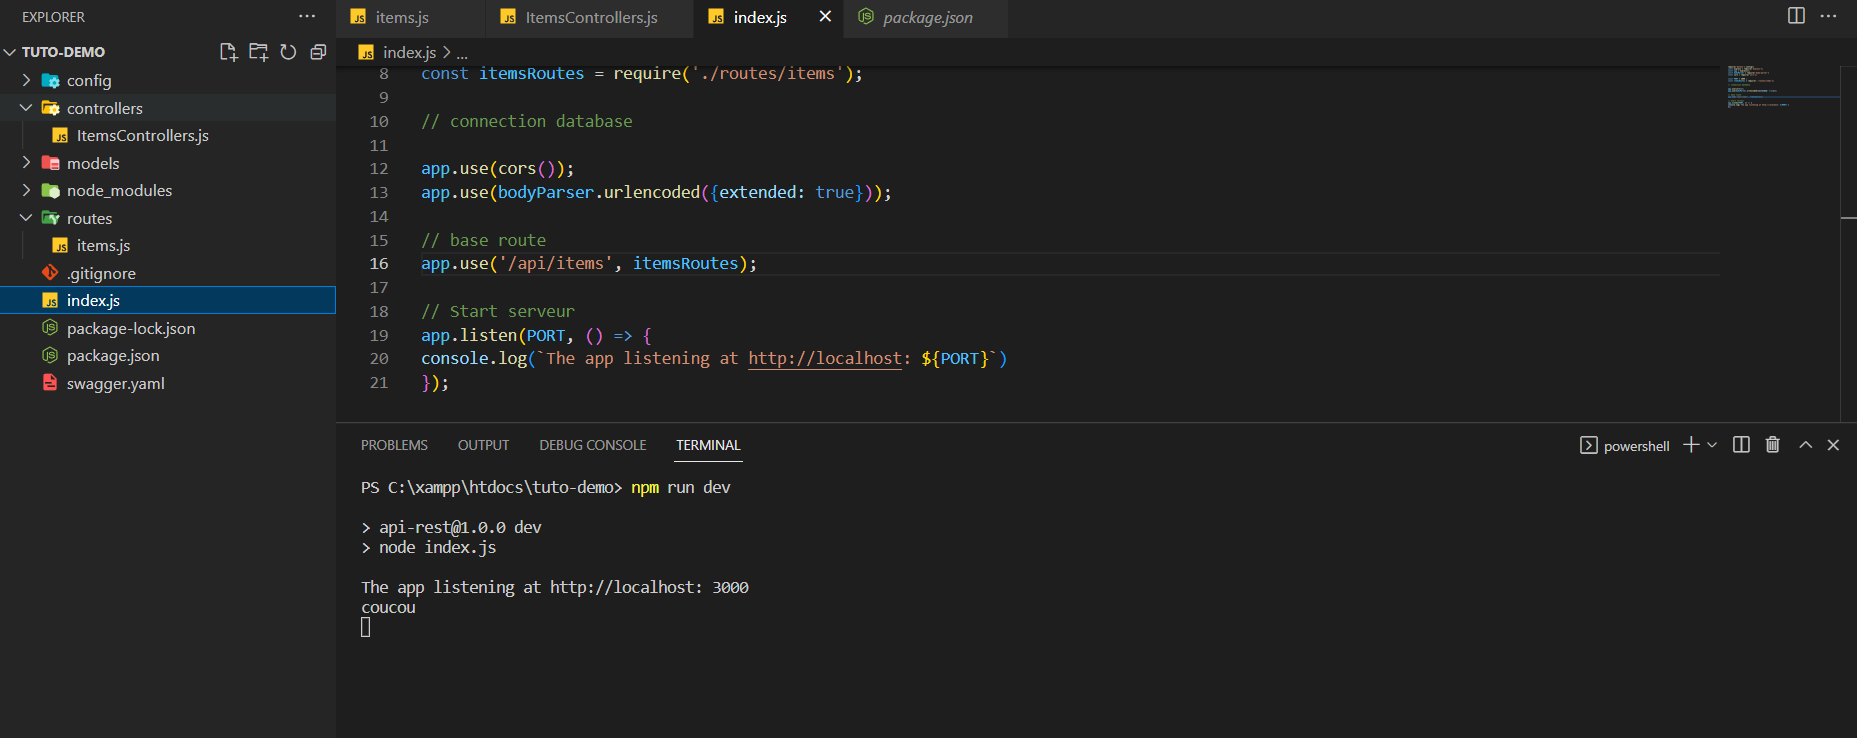 EXPLORER
TUTO-DEMO
config
controllers
ItemsControllers.js
models
node_modules
routes
items.js
.gitignore
index.js
package-lock.json
package.json
swagger.yaml
items.js
ItemsControllers.js
index.js
package.json
index.js > ...
8 const itemsRoutes = require('./routes/items');
9
10 // connection database
11
12 app.use(cors());
13 app.use(bodyParser.urlencoded({extended: true}));
14
15 // base route
16 app.use('/api/items', itemsRoutes);
17
18 // Start serveur
19 app.listen(PORT, () => {
20 console.log(`The app listening at http://localhost: ${PORT}`)
21 });
PROBLEMS OUTPUT DEBUG CONSOLE TERMINAL
powershell
PS C:\xampp\htdocs\tuto-demo> npm run dev
> api-rest@1.0.0 dev
> node index.js
The app listening at http://localhost: 3000
coucou